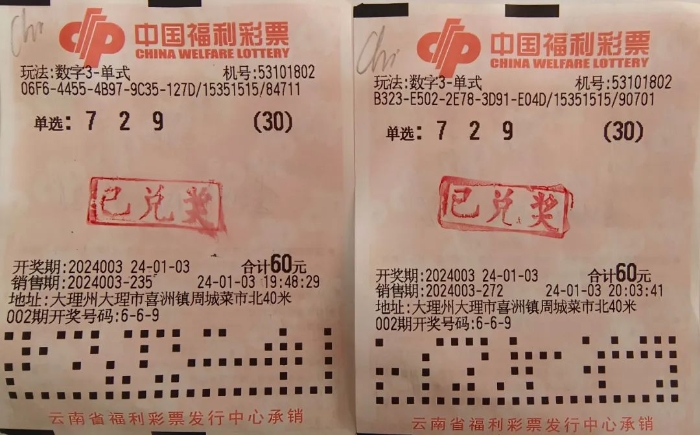 Chi
中国福利彩票
CHINA WELFARE LOTTERY
玩法:数字3-单式 机号:53101802
06F6-4455-4B97-9C35-127D/15351515/84711
单选: 7 2 9 (30)
已兑奖
开奖期:2024003 24-01-03 合计60元
销售期:2024003-235 24-01-03 19:48:29
地址:大理州大理市喜洲镇周城菜市北40米
002期开奖号码:6-6-9
云南省福利彩票发行中心承销
Chi
中国福利彩票
CHINA WELFARE LOTTERY
玩法:数字3-单式 机号:53101802
B323-E502-2E78-3D91-E04D/15351515/90701
单选: 7 2 9 (30)
已兑奖
开奖期:2024003 24-01-03 合计60元
销售期:2024003-272 24-01-03 20:03:41
地址:大理州大理市喜洲镇周城菜市北40米
002期开奖号码:6-6-9
云南省福利彩票发行中心承销